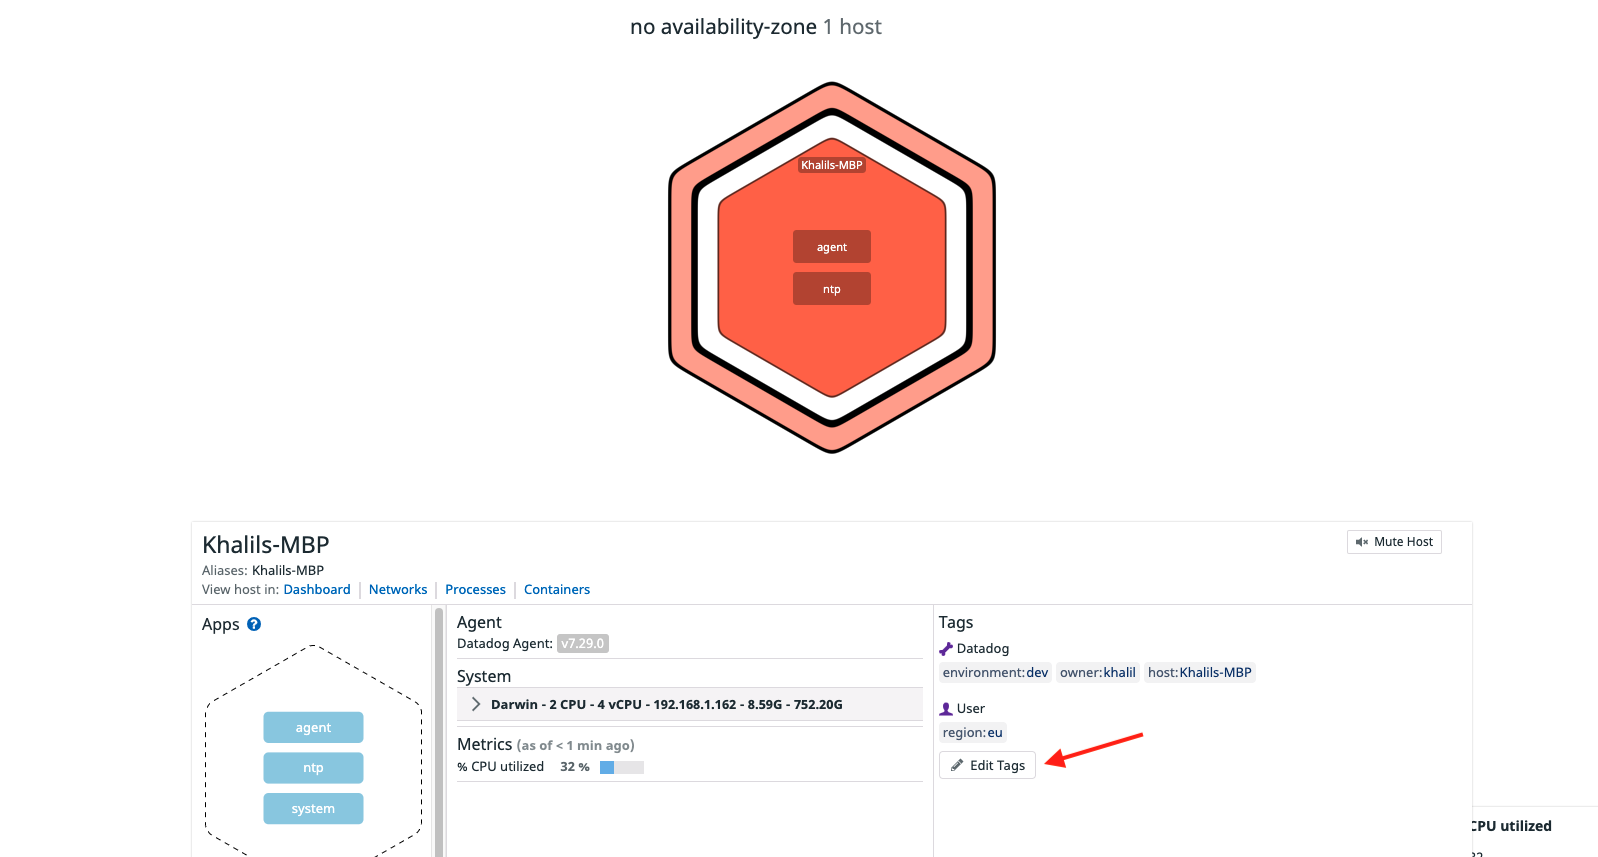 no availability-zone 1 host
Khalils-MBP
agent
ntp
Khalils-MBP
Mute Host
Aliases: Khalils-MBP
View host in: Dashboard Networks Processes Containers
Apps ?
agent
ntp
system
Agent
Datadog Agent: v7.29.0
System
Darwin - 2 CPU - 4 vCPU - 192.168.1.162 - 8.59G - 752.20G
Metrics (as of < 1 min ago)
% CPU utilized 32 %
Tags
Datadog
environment:dev owner:khalil host:Khalils-MBP
User
region:eu
Edit Tags
CPU utilized